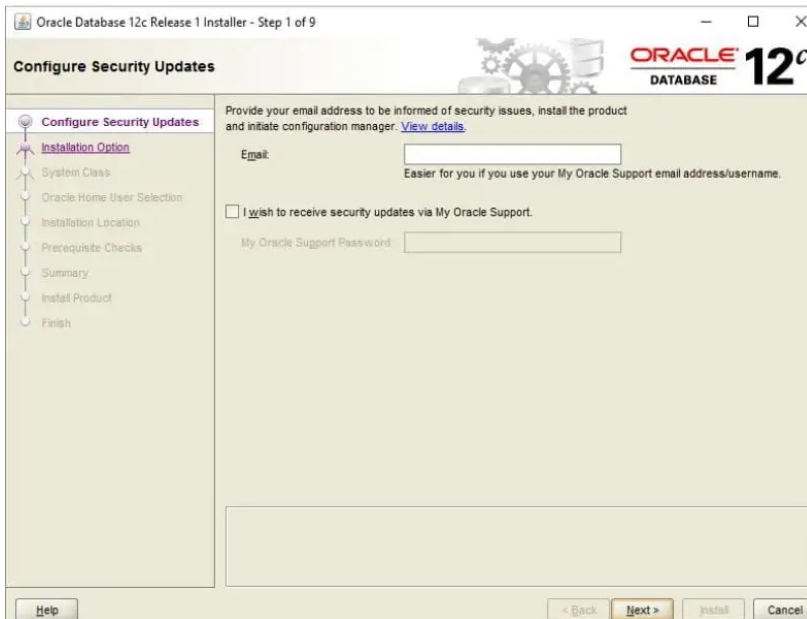 Oracle Database 12c Release 1 Installer - Step 1 of 9
Configure Security Updates
ORACLE
DATABASE
12c
Configure Security Updates
Installation Option
System Class
Oracle Home User Selection
Installation Location
Prerequisite Checks
Summary
Install Product
Finish
Provide your email address to be informed of security issues, install the product
and initiate configuration manager. View details.
Email:
Easier for you if you use your My Oracle Support email address/username.
I wish to receive security updates via My Oracle Support.
My Oracle Support Password:
Help
< Back
Next >
Install
Cancel